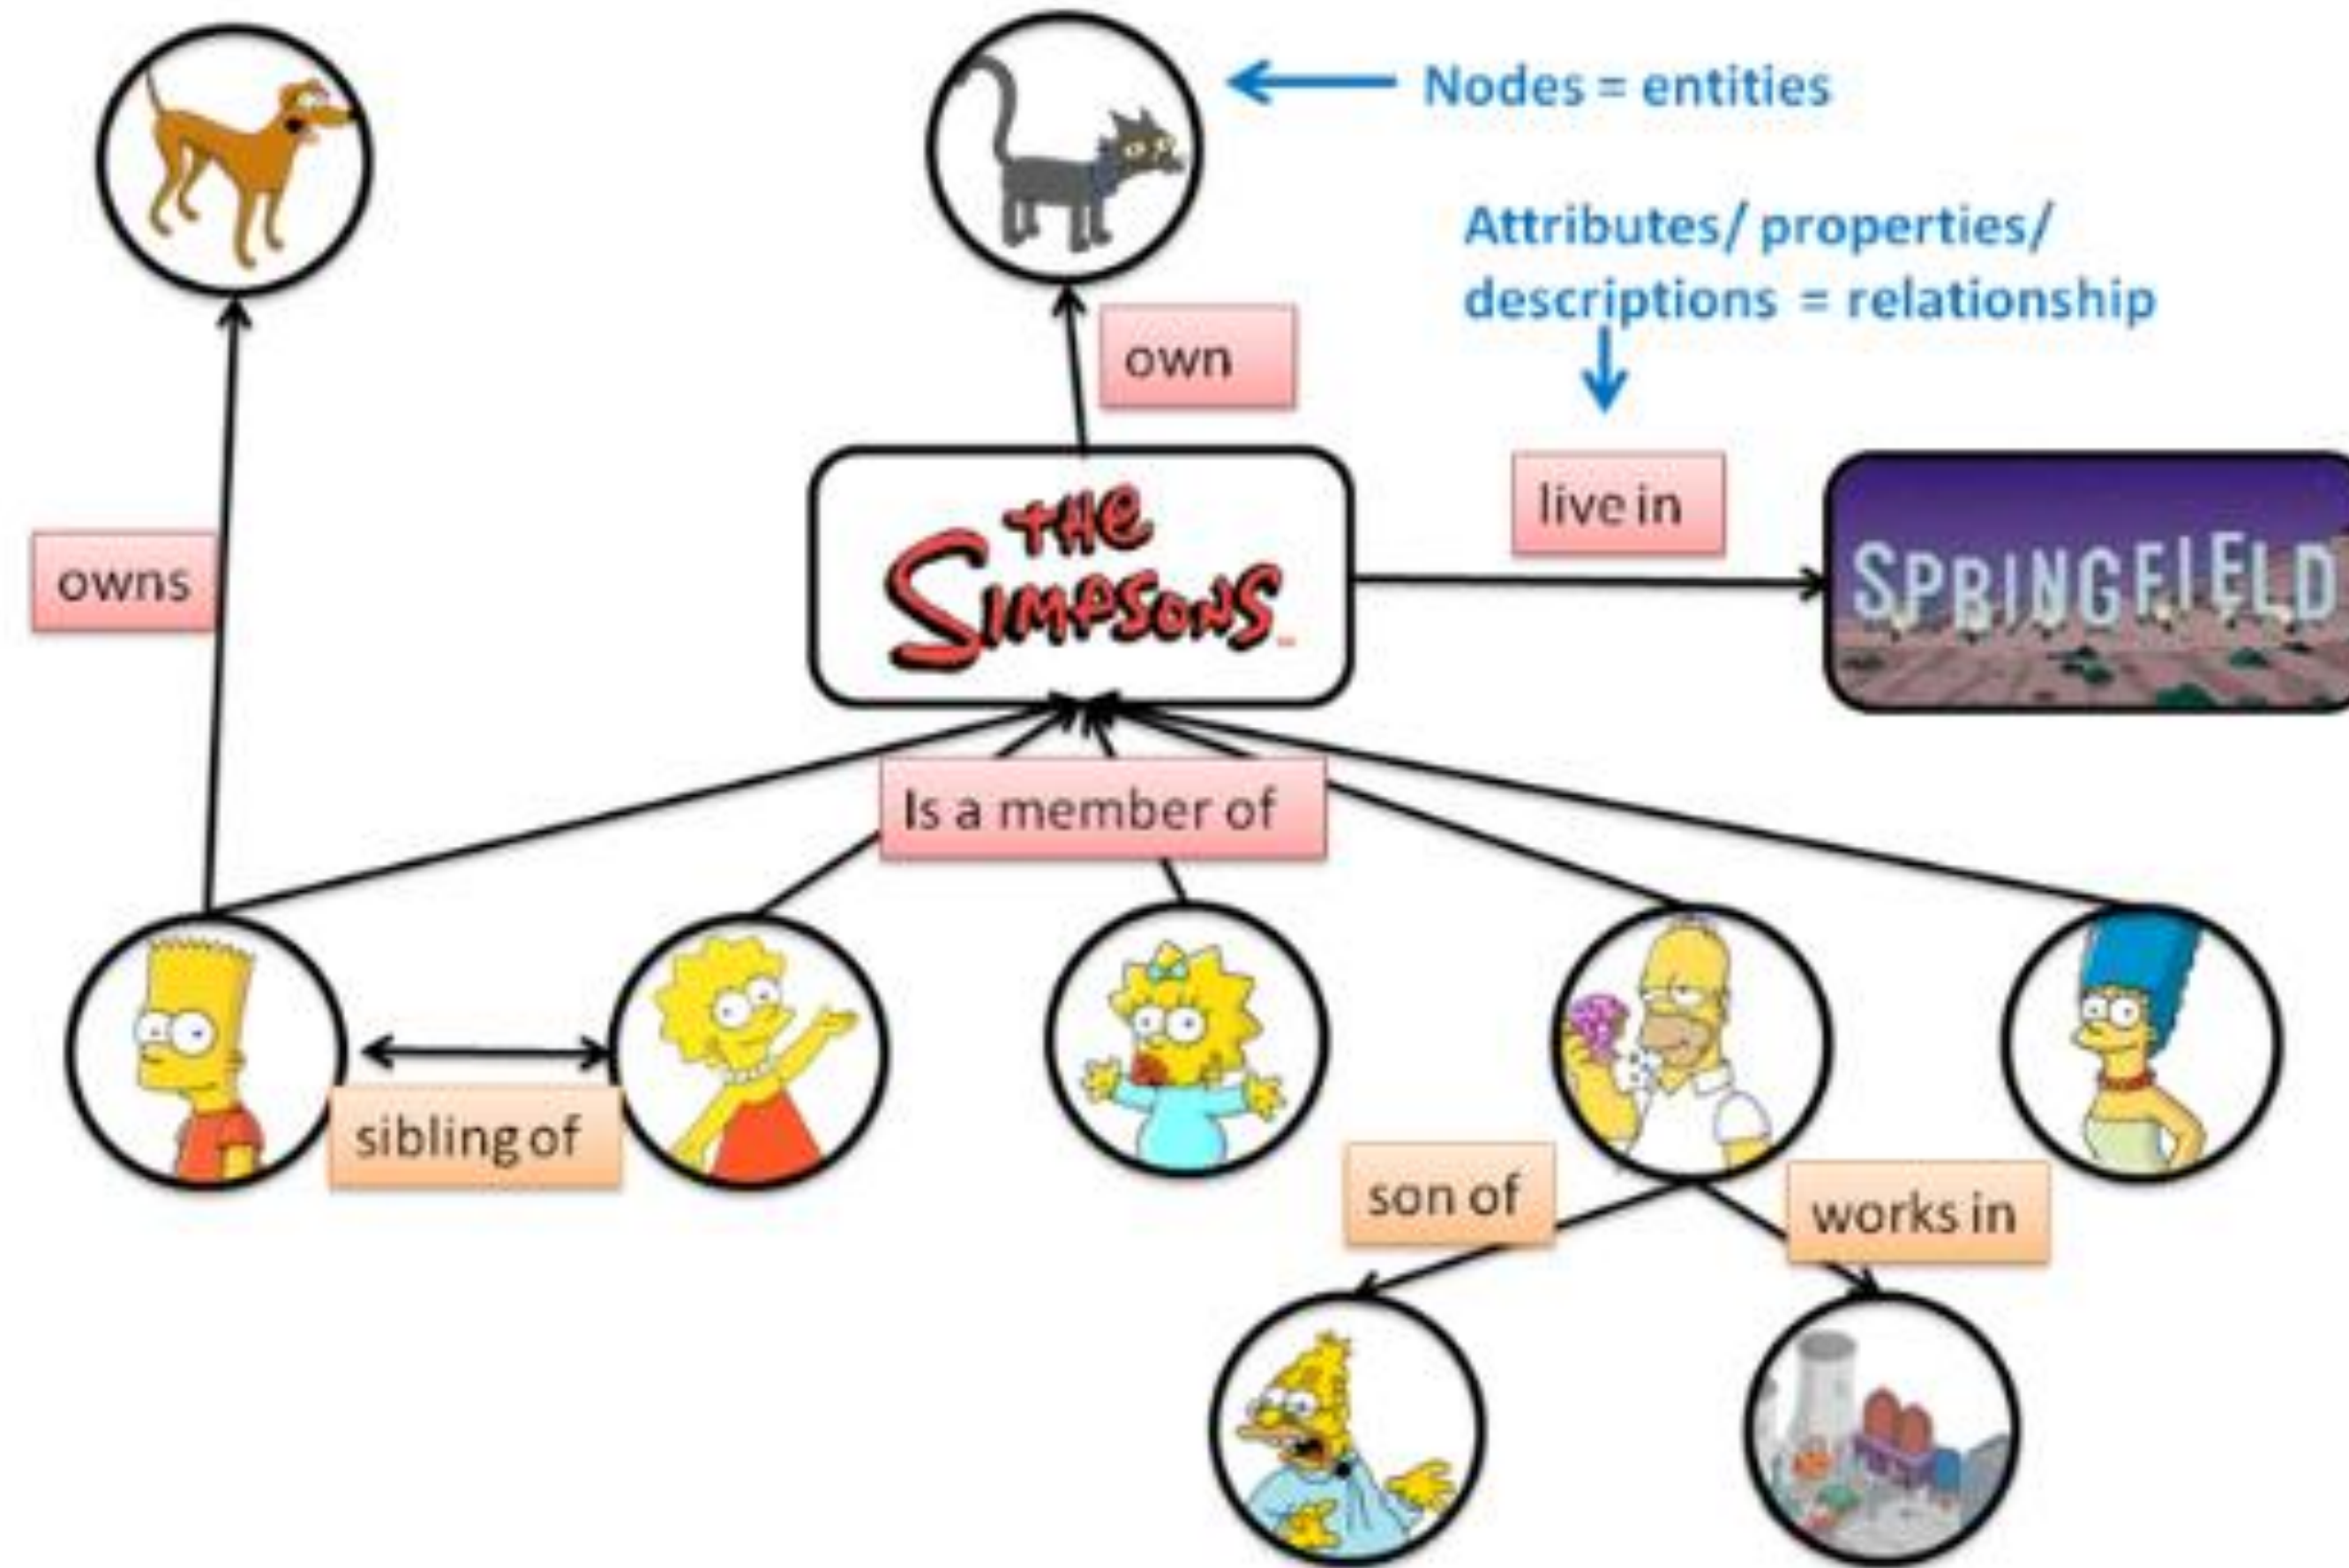 Nodes = entities
Attributes/ properties/
descriptions = relationship
own
live in
THE
SIMPSONS
SPRINGFIELD
owns
Is a member of
sibling of
son of
works in